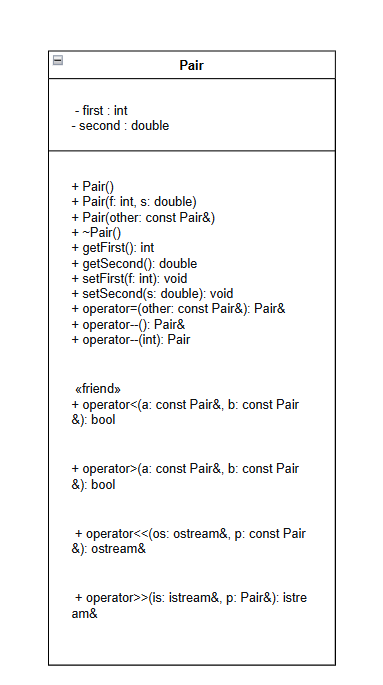 Pair
- first : int
- second : double
+ Pair()
+ Pair(f: int, s: double)
+ Pair(other: const Pair&)
+ ~Pair()
+ getFirst(): int
+ getSecond(): double
+ setFirst(f: int): void
+ setSecond(s: double): void
+ operator=(other: const Pair&): Pair&
+ operator--(): Pair&
+ operator--(int): Pair
«friend»
+ operator<(a: const Pair&, b: const Pair
&): bool
+ operator>(a: const Pair&, b: const Pair
&): bool
+ operator<<(os: ostream&, p: const Pair
&): ostream&
+ operator>>(is: istream&, p: Pair&): istre
am&